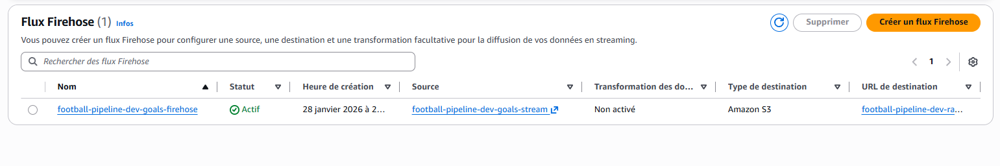 Flux Firehose (1) Infos
Supprimer
Créer un flux Firehose
Vous pouvez créer un flux Firehose pour configurer une source, une destination et une transformation facultative pour la diffusion de vos données en streaming.
Rechercher des flux Firehose
1
Nom Statut Heure de création Source Transformation des do... Type de destination URL de destination
football-pipeline-dev-goals-firehose Actif 28 janvier 2026 à 2... football-pipeline-dev-goals-stream Non activé Amazon S3 football-pipeline-dev-ra...